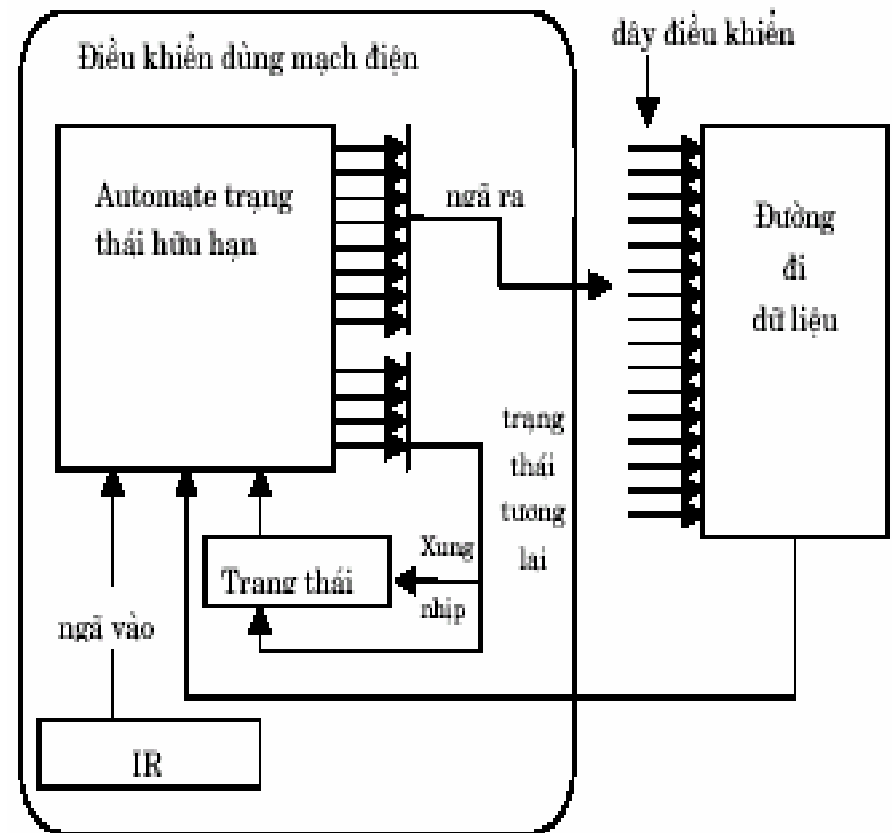 Điều khiển dùng mạch điện
dây điều khiển
Automate trạng
thái hữu hạn
ngã ra
Đường
đi
dữ liệu
trạng
thái
tương
lai
Xung
nhịp
Trạng thái
ngã vào
IR